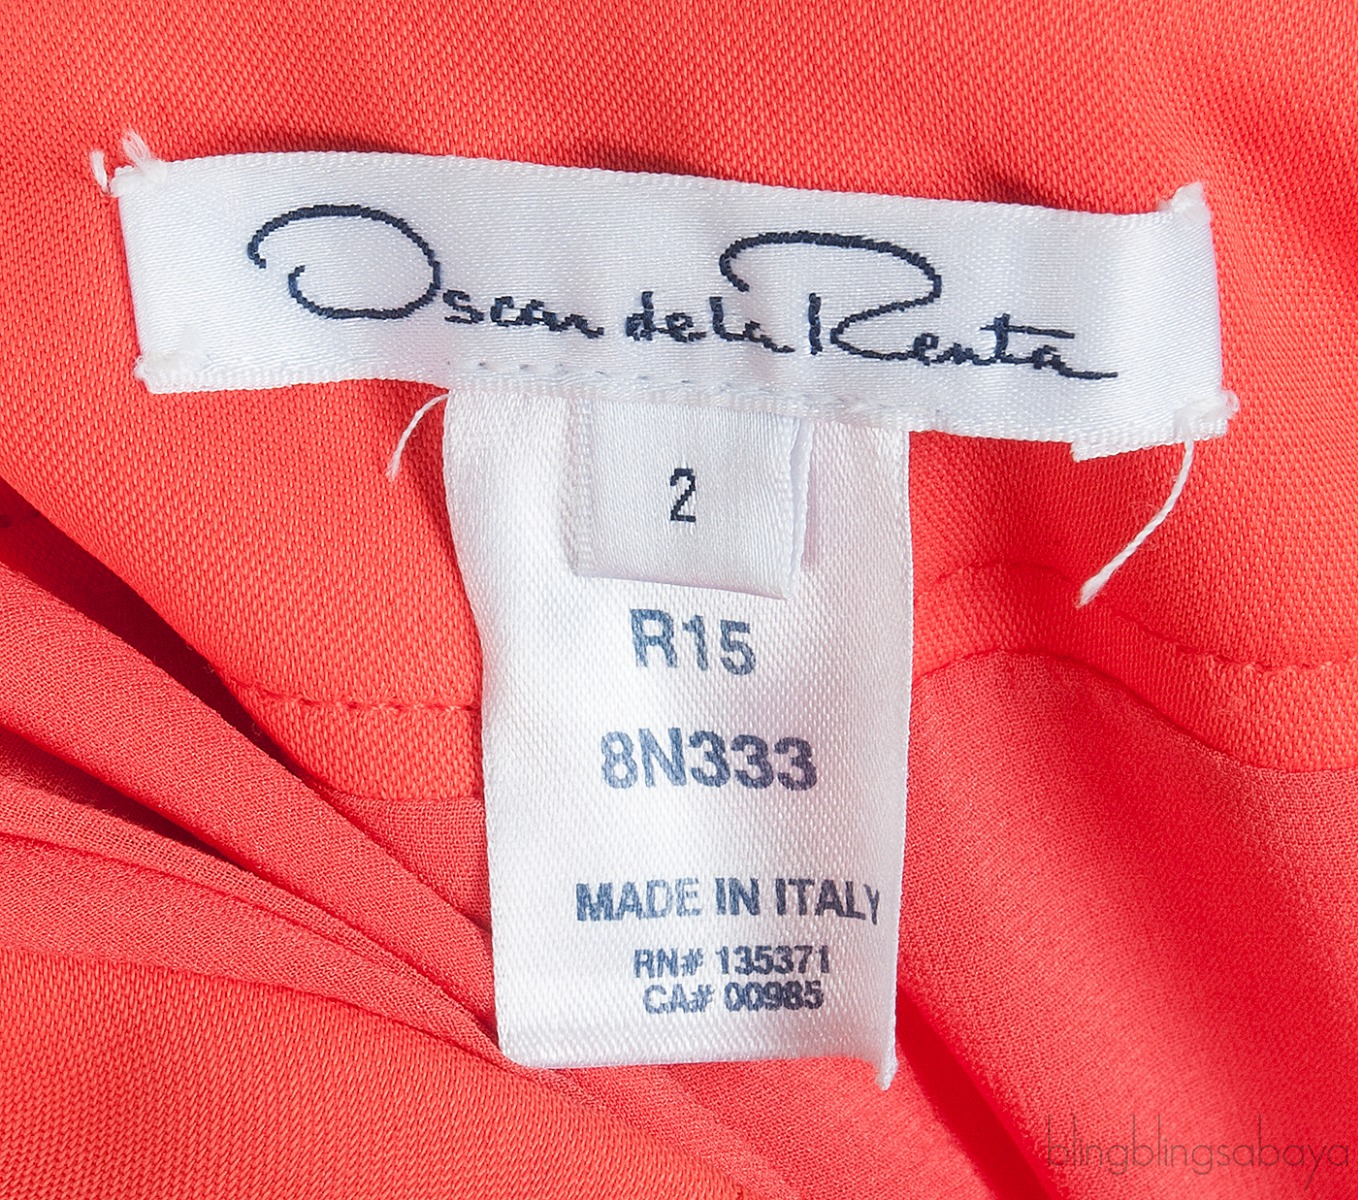 Oscar de la Renta
2
R15
8N333
MADE IN ITALY
RN# 135371
CA# 00985
blingblingsabaya